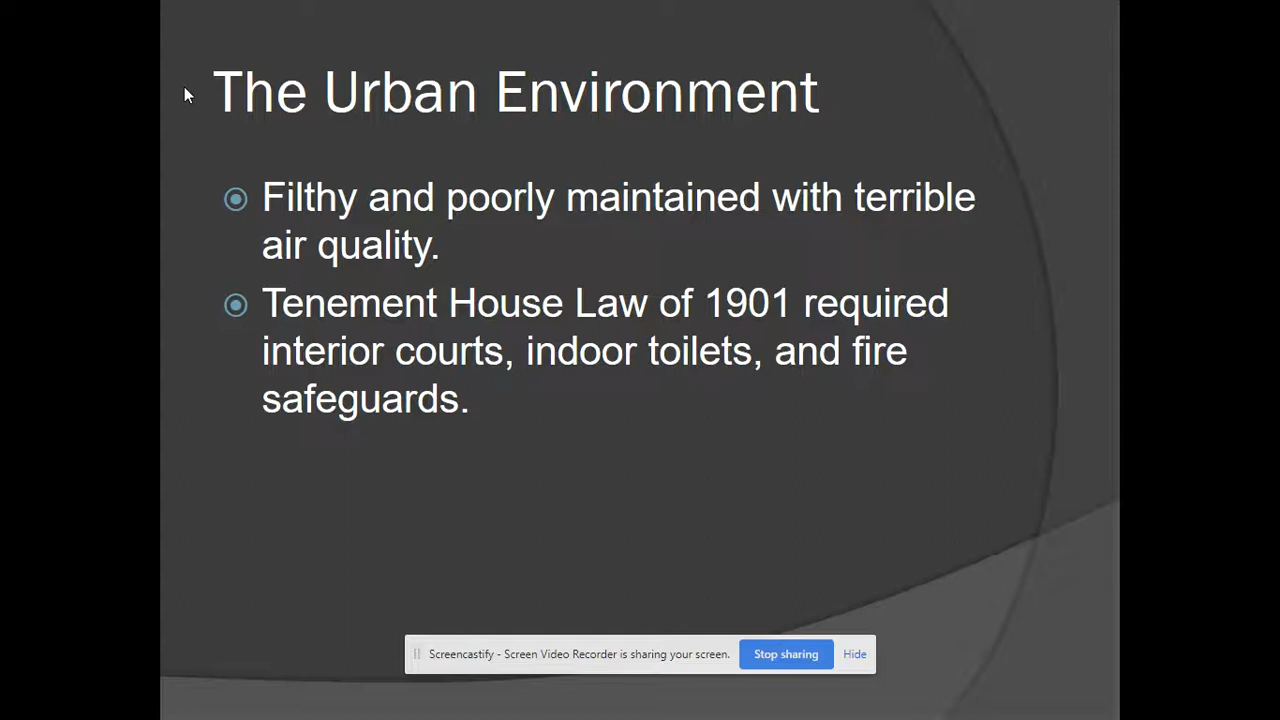 The Urban Environment
Filthy and poorly maintained with terrible
air quality.
Tenement House Law of 1901 required
interior courts, indoor toilets, and fire
safeguards.
Screencastify - Screen Video Recorder is sharing your screen. Stop sharing Hide